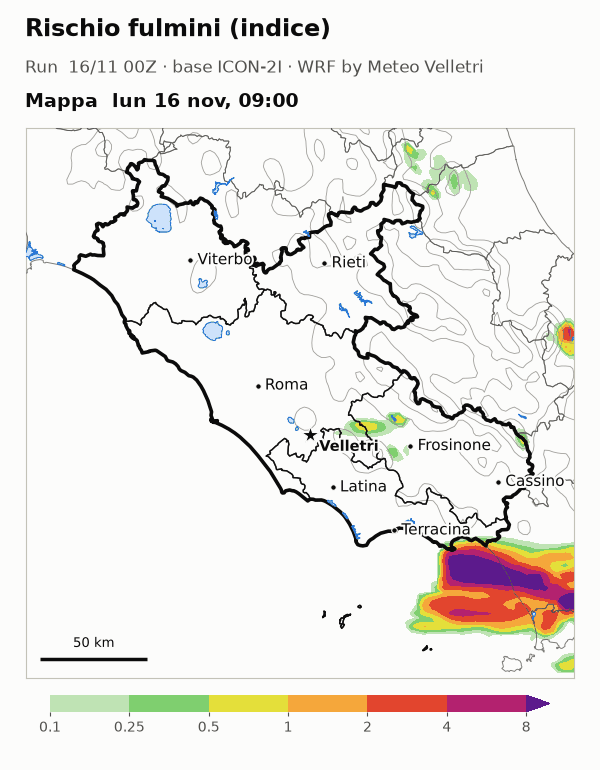 Rischio fulmini (indice)
Run  16/11 00Z · base ICON-2I · WRF by Meteo Velletri
Mappa  lun 16 nov, 09:00
Viterbo
Rieti
Roma
Velletri
Frosinone
Cassino
Latina
Terracina
50 km
0.1 0.25 0.5 1 2 4 8